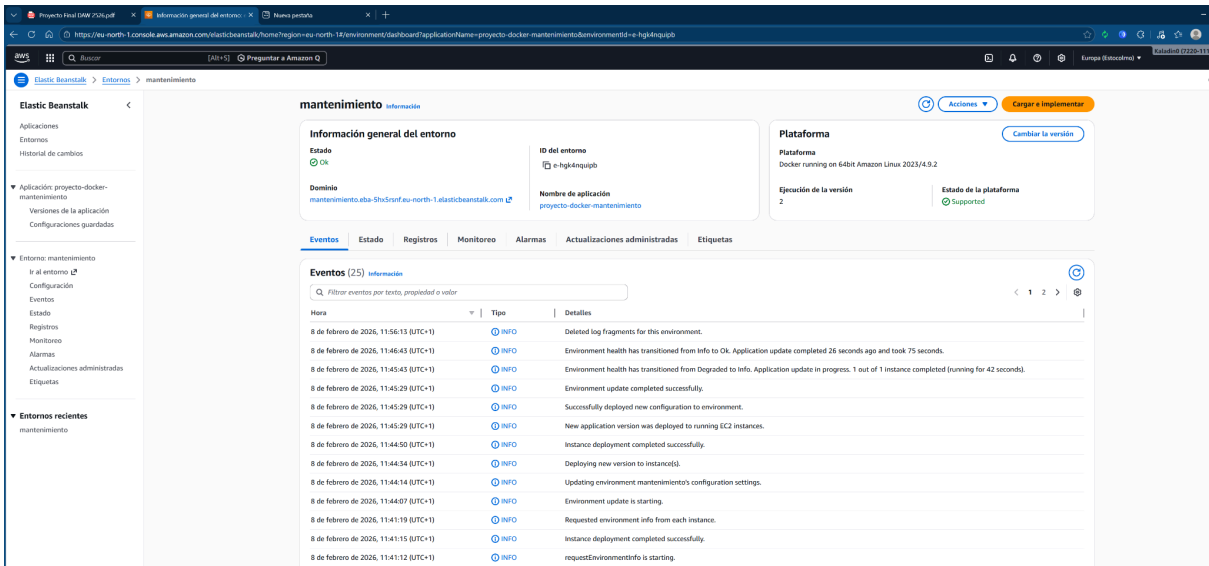 Proyecto Final DAW 2526.pdf
Información general del entorno -
Nueva pestaña
https://eu-north-1.console.aws.amazon.com/elasticbeanstalk/home?region=eu-north-1#/environment/dashboard?applicationName=proyecto-docker-mantenimiento&environmentId=e-hgk4nquipb
aws
Buscar
[Alt+S]
Preguntar a Amazon Q
Europa (Estocolmo)
Elastic Beanstalk > Entornos > mantenimiento
Elastic Beanstalk
Aplicaciones
Entornos
Historial de cambios
Aplicación: proyecto-docker-
mantenimiento
Versiones de la aplicación
Configuraciones guardadas
Entorno: mantenimiento
Ir al entorno
Configuración
Eventos
Estado
Registros
Monitoreo
Alarmas
Actualizaciones administradas
Etiquetas
Entornos recientes
mantenimiento
mantenimiento Información
Acciones
Cargar e implementar
Información general del entorno
Estado
Ok
ID del entorno
e-hgk4nquipb
Dominio
mantenimiento.eba-5hx5rsnf.eu-north-1.elasticbeanstalk.com
Nombre de aplicación
proyecto-docker-mantenimiento
Plataforma
Cambiar la versión
Plataforma
Docker running on 64bit Amazon Linux 2023/4.9.2
Ejecución de la versión
2
Estado de la plataforma
Supported
Eventos Estado Registros Monitoreo Alarmas Actualizaciones administradas Etiquetas
Eventos (25) Información
Filtrar eventos por texto, propiedad o valor
1 2
Hora Tipo Detalles
8 de febrero de 2026, 11:56:13 (UTC+1) INFO Deleted log fragments for this environment.
8 de febrero de 2026, 11:46:43 (UTC+1) INFO Environment health has transitioned from Info to Ok. Application update completed 26 seconds ago and took 75 seconds.
8 de febrero de 2026, 11:45:43 (UTC+1) INFO Environment health has transitioned from Degraded to Info. Application update in progress. 1 out of 1 instance completed (running for 42 seconds).
8 de febrero de 2026, 11:45:29 (UTC+1) INFO Environment update completed successfully.
8 de febrero de 2026, 11:45:29 (UTC+1) INFO Successfully deployed new configuration to environment.
8 de febrero de 2026, 11:45:29 (UTC+1) INFO New application version was deployed to running EC2 instances.
8 de febrero de 2026, 11:44:50 (UTC+1) INFO Instance deployment completed successfully.
8 de febrero de 2026, 11:44:34 (UTC+1) INFO Deploying new version to instance(s).
8 de febrero de 2026, 11:44:14 (UTC+1) INFO Updating environment mantenimiento's configuration settings.
8 de febrero de 2026, 11:44:07 (UTC+1) INFO Environment update is starting.
8 de febrero de 2026, 11:41:19 (UTC+1) INFO Requested environment info from each instance.
8 de febrero de 2026, 11:41:15 (UTC+1) INFO Instance deployment completed successfully.
8 de febrero de 2026, 11:41:12 (UTC+1) INFO requestEnvironmentInfo is starting.